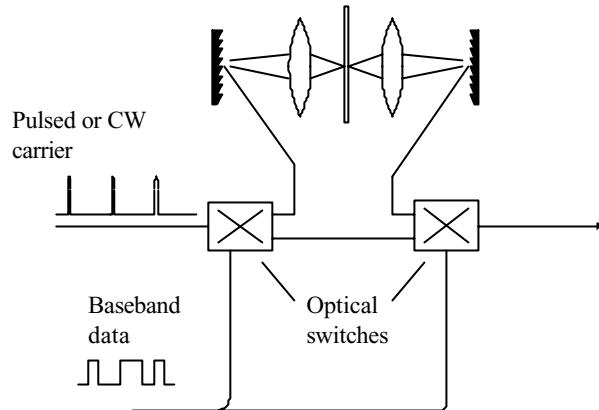 Pulsed or CW
carrier
Baseband
data
Optical
switches